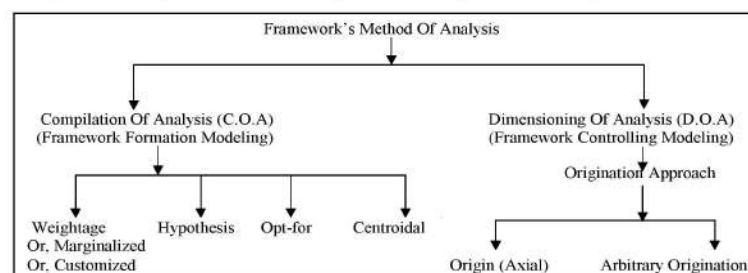 Framework's Method Of Analysis
Compilation Of Analysis (C.O.A)
(Framework Formation Modeling)
Dimensioning Of Analysis (D.O.A)
(Framework Controlling Modeling)
Origination Approach
Weightage
Or, Marginalized
Or, Customized
Hypothesis
Opt-for
Centroidal
Origin (Axial)
Arbitrary Origination